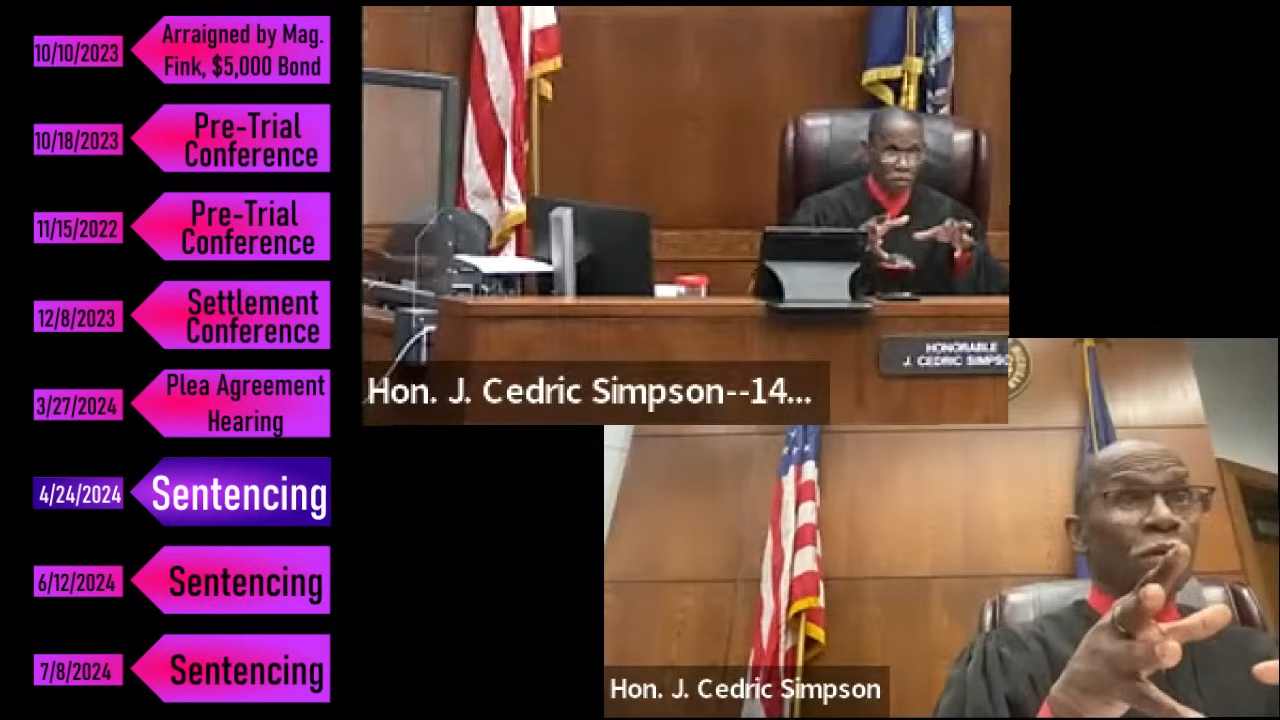 10/10/2023
Arraigned by Mag.
Fink, $5,000 Bond
10/18/2023
Pre-Trial
Conference
11/15/2022
Pre-Trial
Conference
12/8/2023
Settlement
Conference
3/27/2024
Plea Agreement
Hearing
4/24/2024
Sentencing
6/12/2024
Sentencing
7/8/2024
Sentencing
HONORABLE
J. CEDRIC SIMPSO
Hon. J. Cedric Simpson--14...
Hon. J. Cedric Simpson